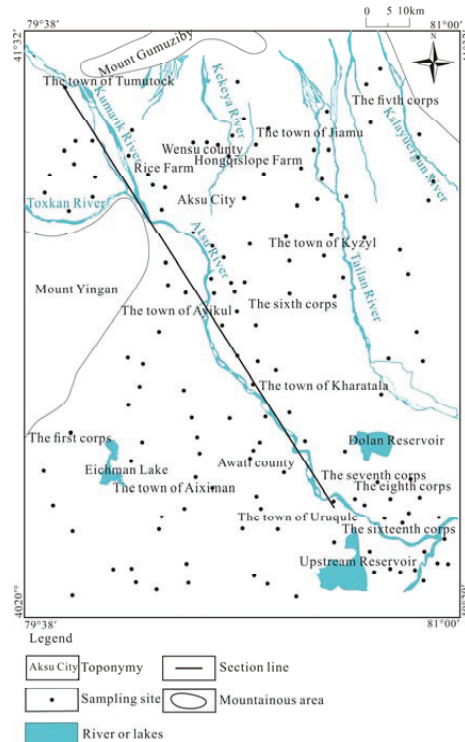 79°38'
81°00'
0 5 10km
41°32'
41°32'
N
Mount Gumuziby
The town of Tumutock
Kumarik River
Kekeya River
The fivth corps
Kalayuergun river
The town of Jiamu
Wensu county
Hongqislope Farm
Rice Farm
Toxkan River
Aksu City
Aksu River
The town of Kyzyl
Tailan River
Mount Yingan
The sixth corps
The town of Ayikul
The town of Kharatala
The first corps
Dolan Reservoir
Eichman Lake
Awati county
The seventh corps
The town of Aiximan
The eighth corps
The town of Uruqule
The sixteenth corps
Upstream Reservoir
40°20'
79°38'
81°00'
Legend
Aksu City
Toponymy
Section line
Sampling site
Mountainous area
River or lakes